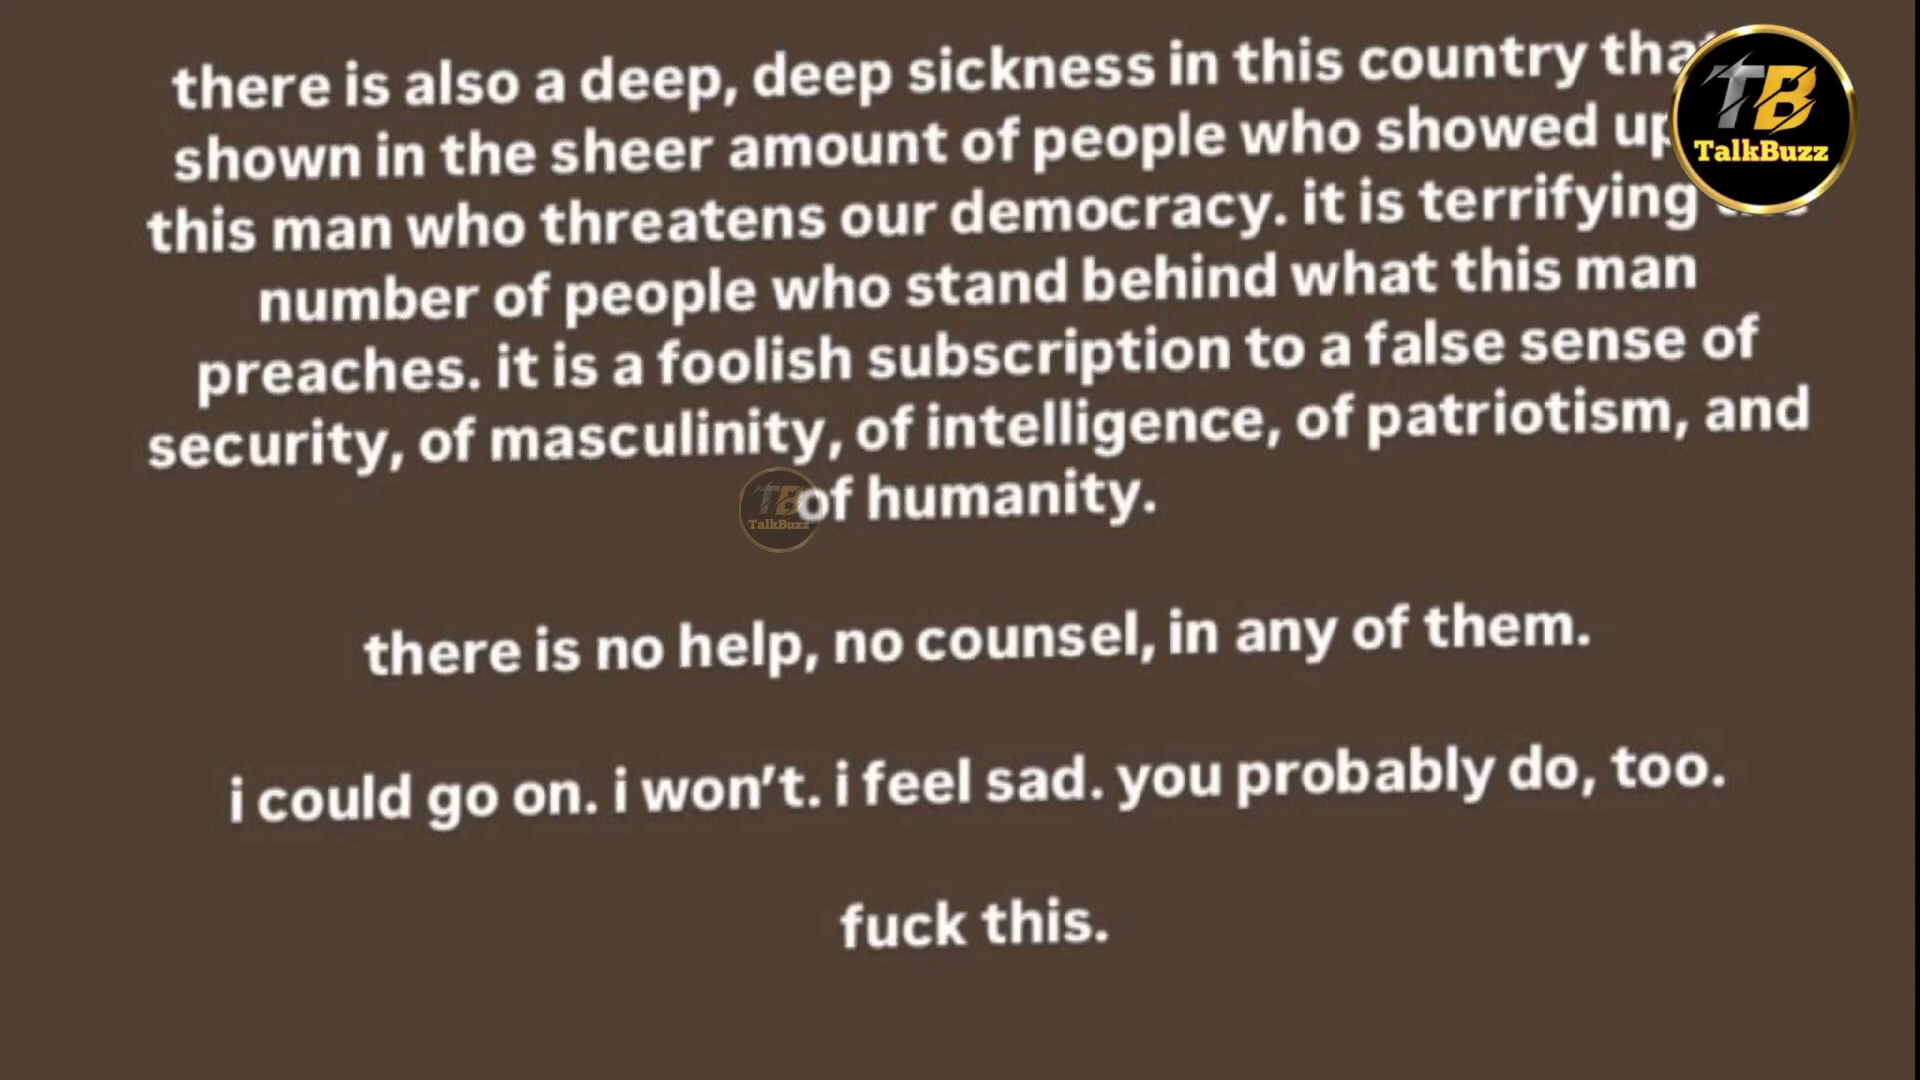 there is also a deep, deep sickness in this country
shown in the sheer amount of people who showed up
this man who threatens our democracy. it is terrifying
number of people who stand behind what this man
preaches. it is a foolish subscription to a false sense of
security, of masculinity, of intelligence, of patriotism, and
of humanity.
there is no help, no counsel, in any of them.
i could go on. i won't. i feel sad. you probably do, too.
fuck this.
TB
TalkBuzz
TB
TalkBuzz